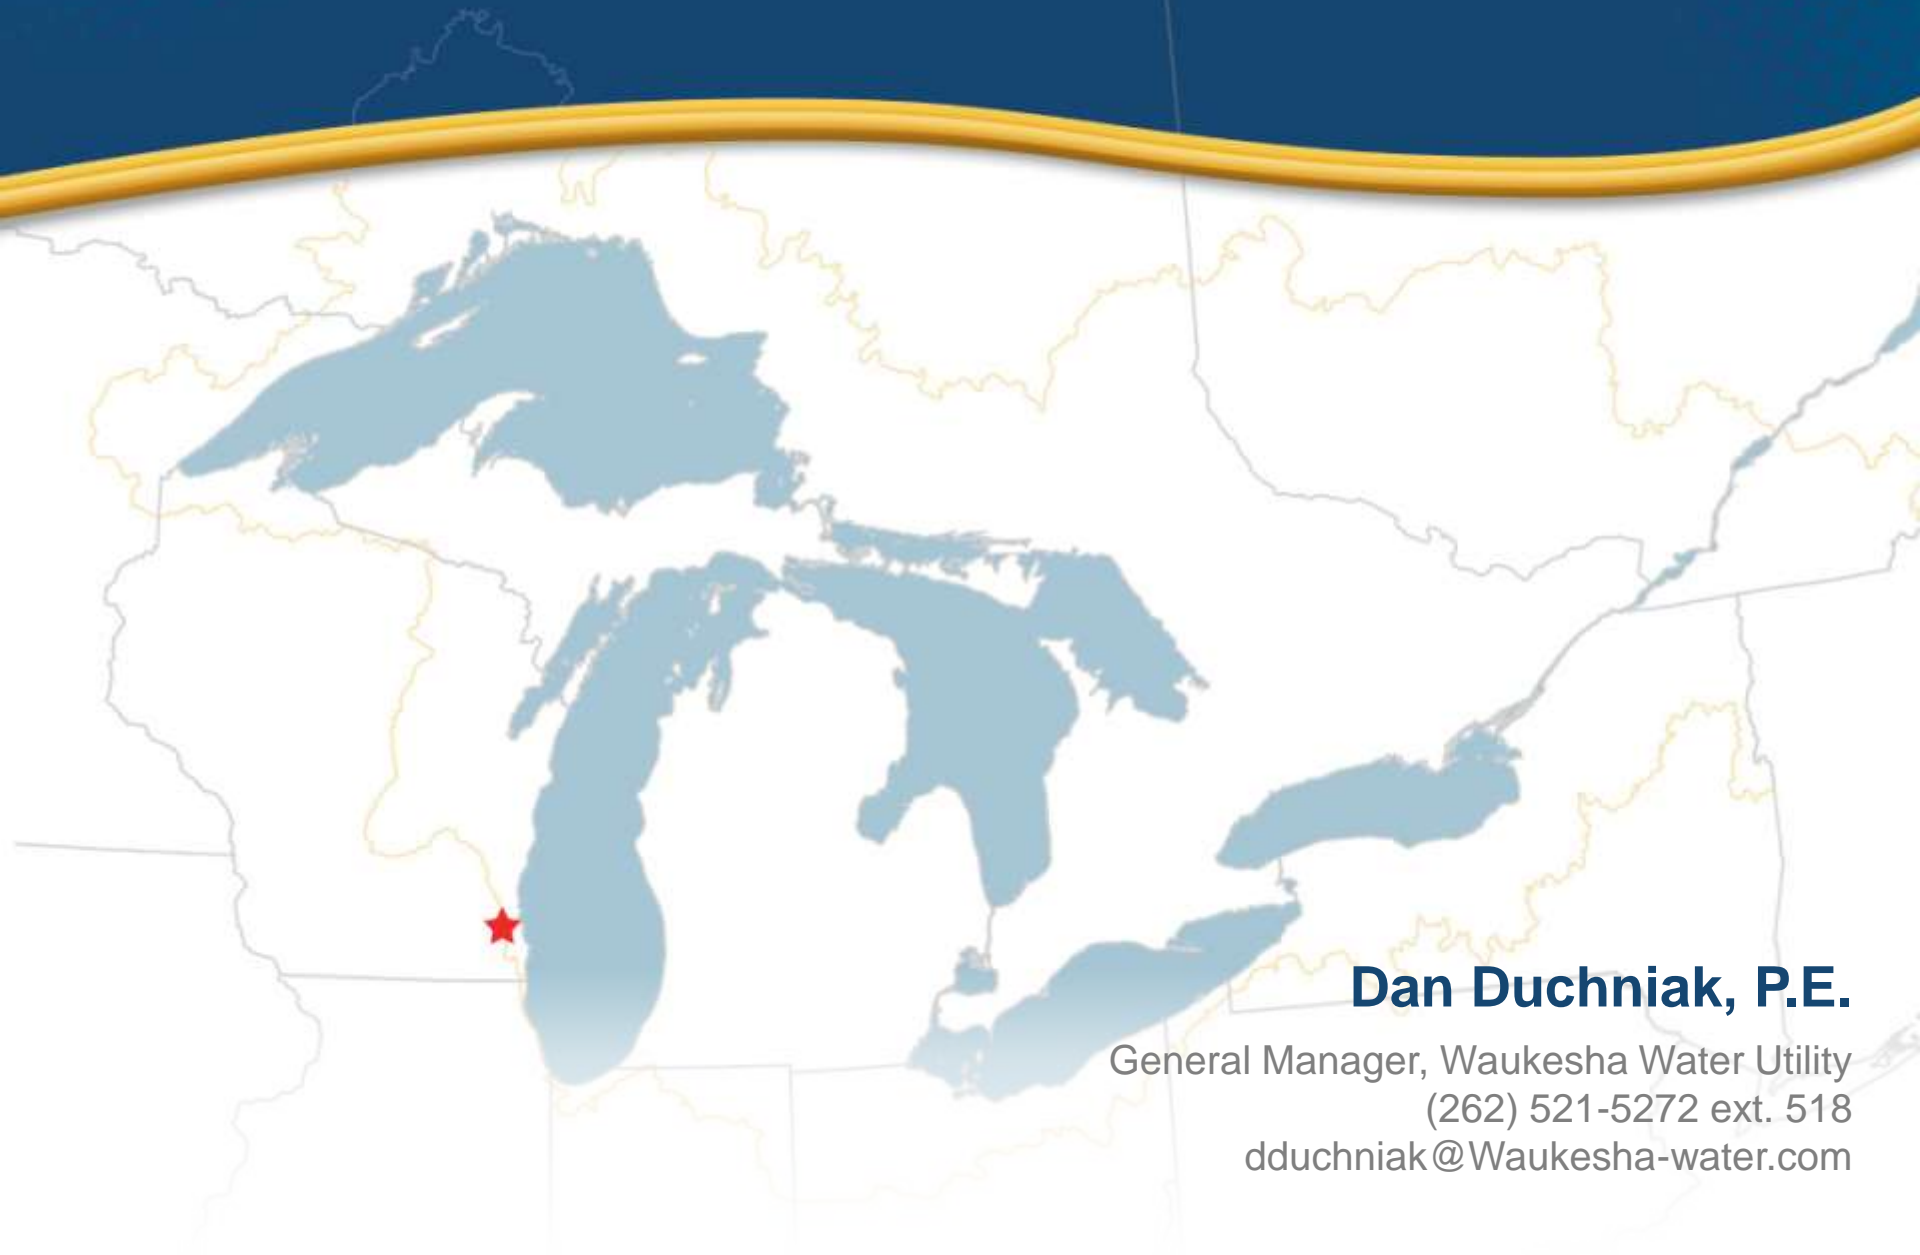 Dan Duchniak, P.E.
General Manager, Waukesha Water Utility
(262) 521-5272 ext. 518
dduchniak@Waukesha-water.com